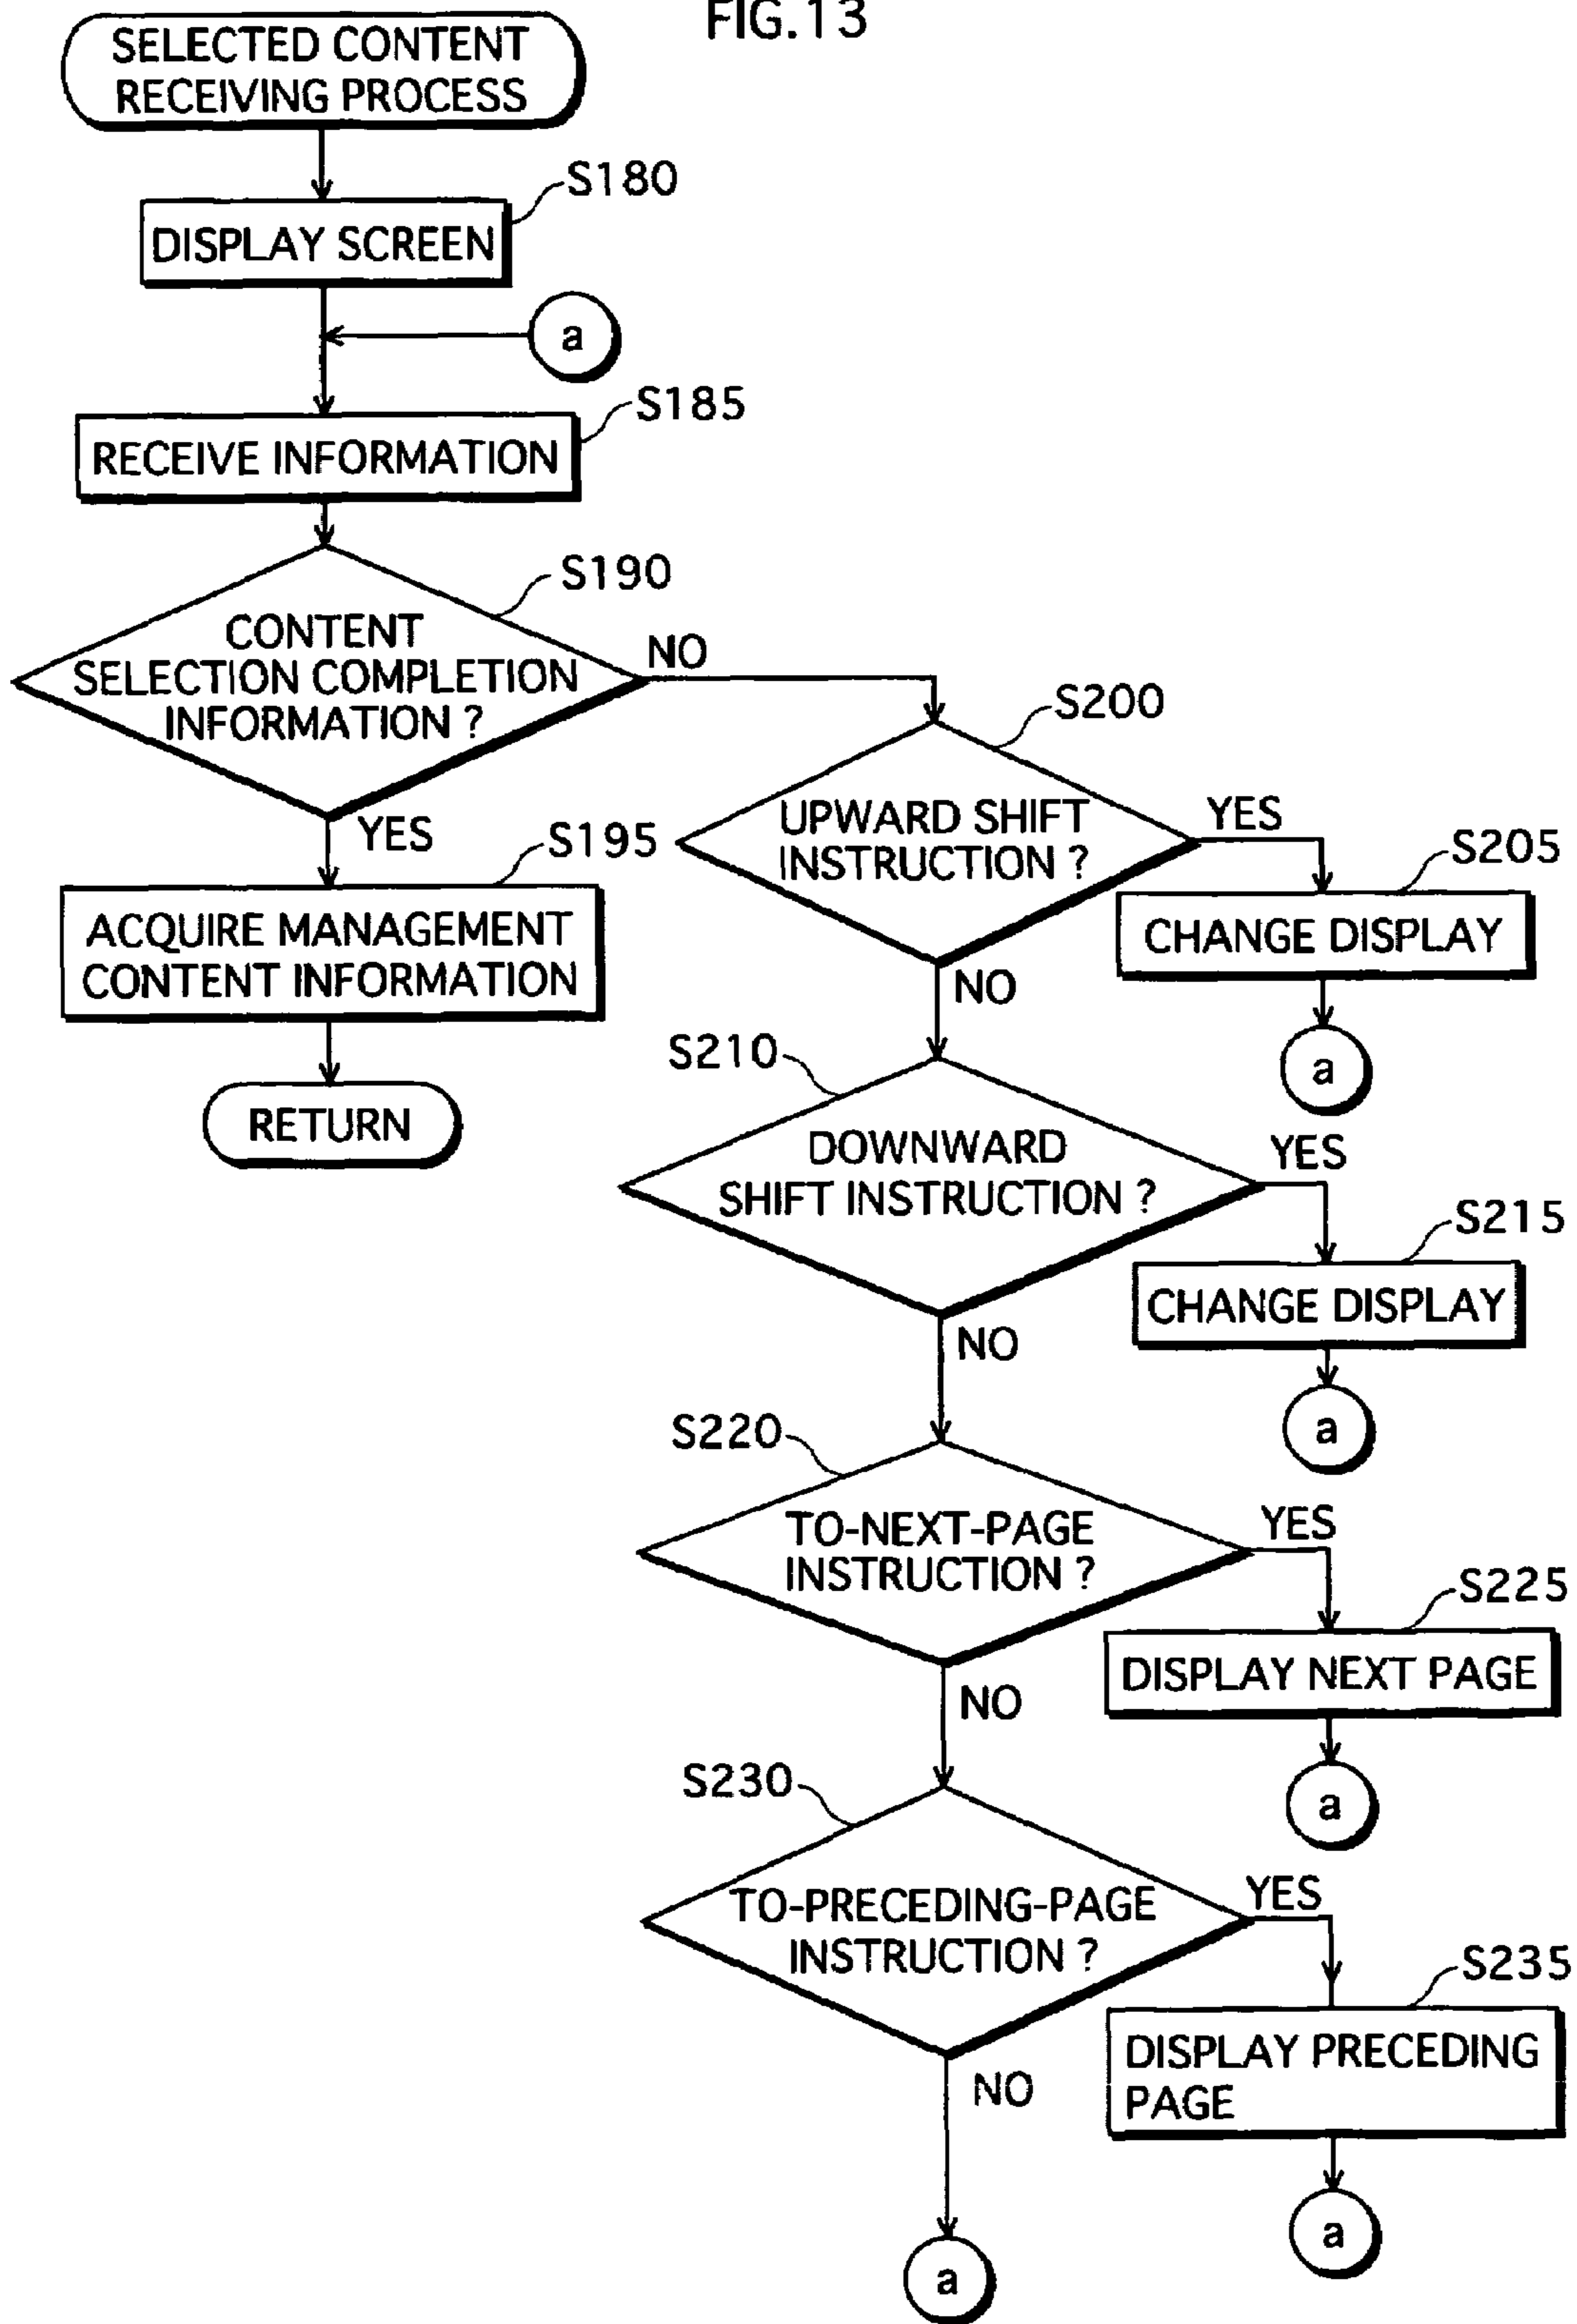 FIG.13
SELECTED CONTENT
RECEIVING PROCESS
S180
DISPLAY SCREEN
a
S185
RECEIVE INFORMATION
S190
CONTENT
SELECTION COMPLETION
INFORMATION ?
NO
YES
S195
ACQUIRE MANAGEMENT
CONTENT INFORMATION
RETURN
S200
UPWARD SHIFT
INSTRUCTION ?
YES
S205
CHANGE DISPLAY
a
NO
S210
DOWNWARD
SHIFT INSTRUCTION ?
YES
S215
CHANGE DISPLAY
a
NO
S220
TO-NEXT-PAGE
INSTRUCTION ?
YES
S225
DISPLAY NEXT PAGE
a
NO
S230
TO-PRECEDING-PAGE
INSTRUCTION ?
YES
S235
DISPLAY PRECEDING
PAGE
a
NO
a